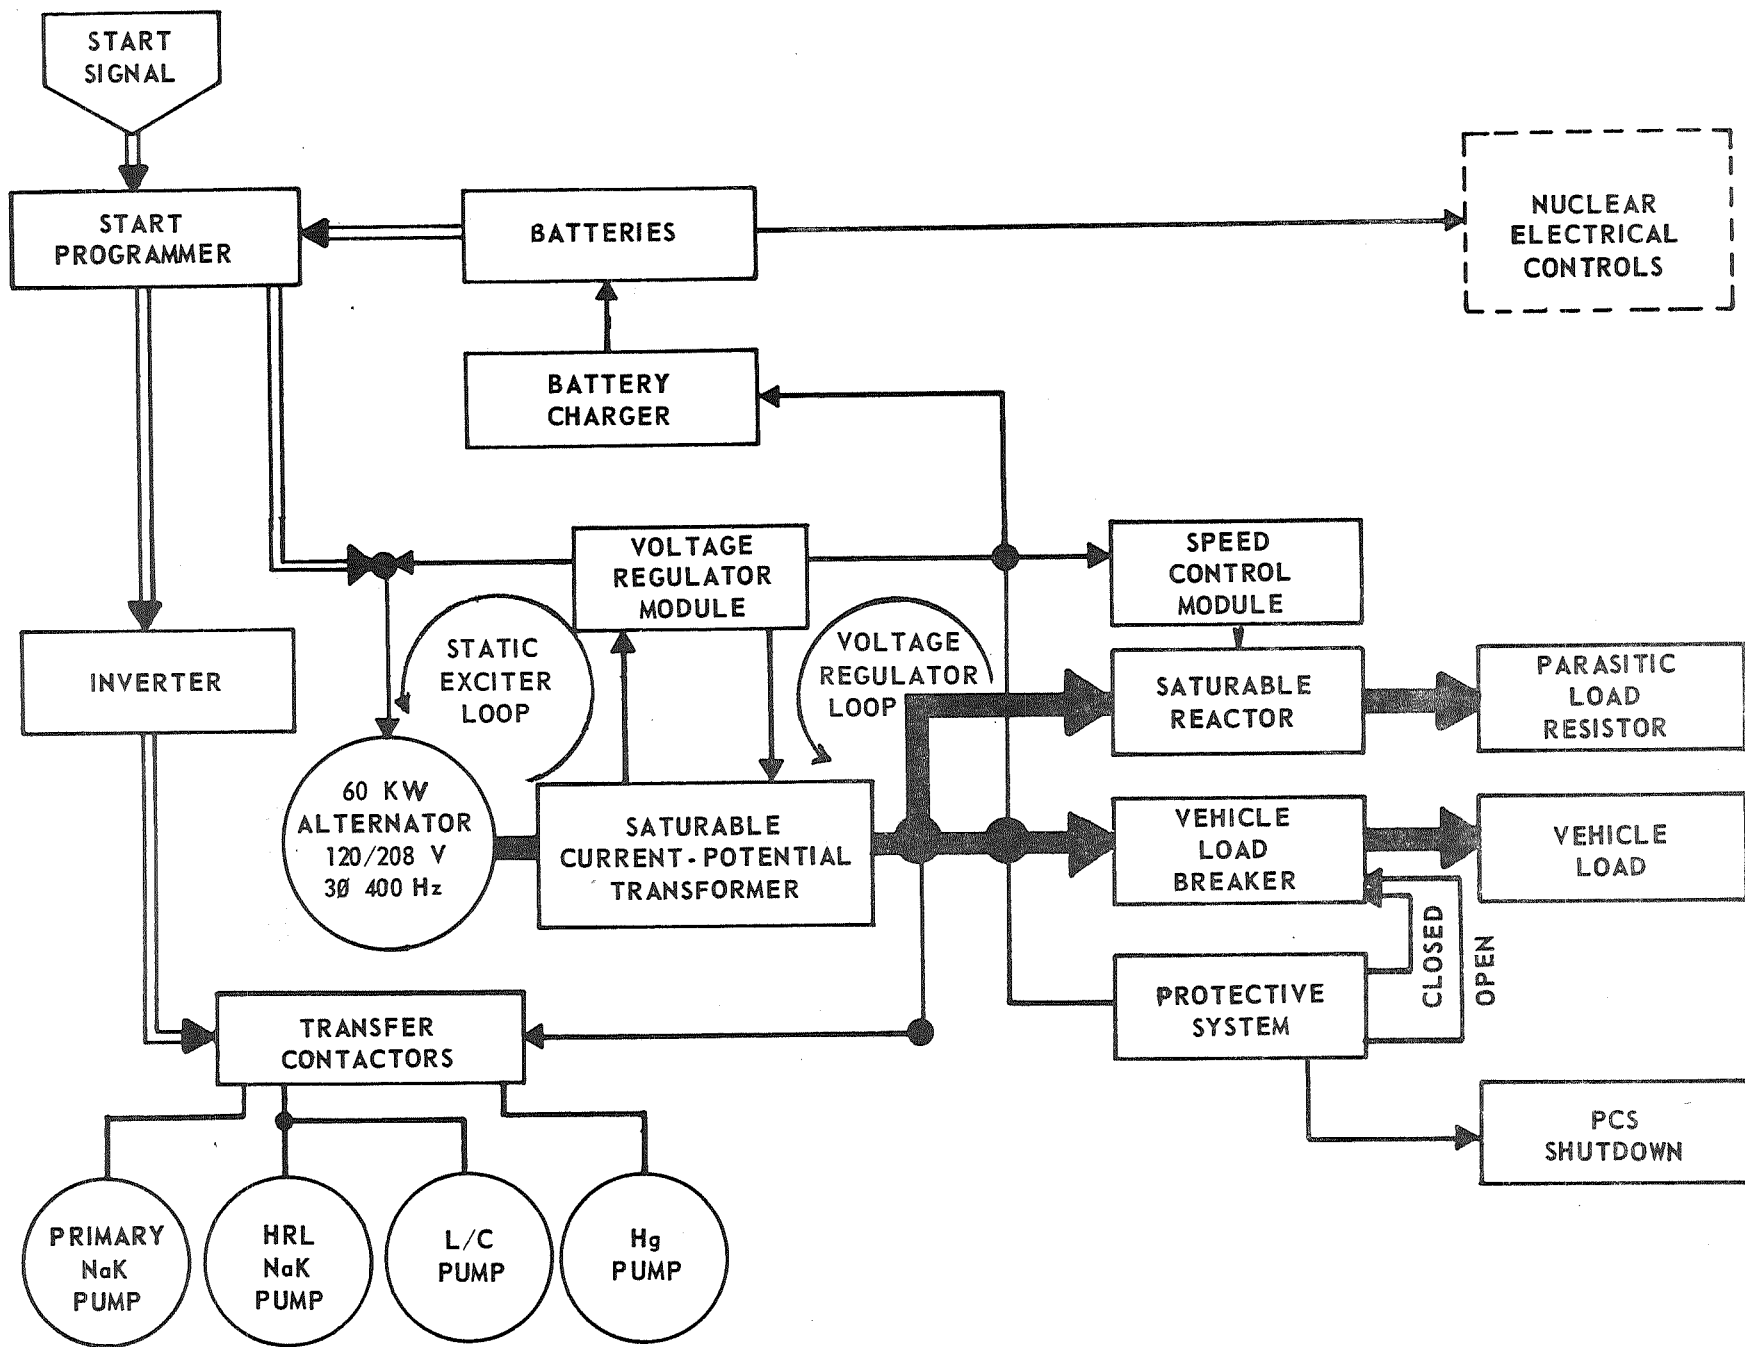 START
SIGNAL
START
PROGRAMMER
BATTERIES
NUCLEAR
ELECTRICAL
CONTROLS
BATTERY
CHARGER
VOLTAGE
REGULATOR
MODULE
SPEED
CONTROL
MODULE
INVERTER
STATIC
EXCITER
LOOP
VOLTAGE
REGULATOR
LOOP
SATURABLE
REACTOR
PARASITIC
LOAD
RESISTOR
60 KW
ALTERNATOR
120/208 V
3Ø 400 Hz
SATURABLE
CURRENT-POTENTIAL
TRANSFORMER
VEHICLE
LOAD
BREAKER
VEHICLE
LOAD
CLOSED
OPEN
PROTECTIVE
SYSTEM
TRANSFER
CONTACTORS
PCS
SHUTDOWN
PRIMARY
NaK
PUMP
HRL
NaK
PUMP
L/C
PUMP
Hg
PUMP